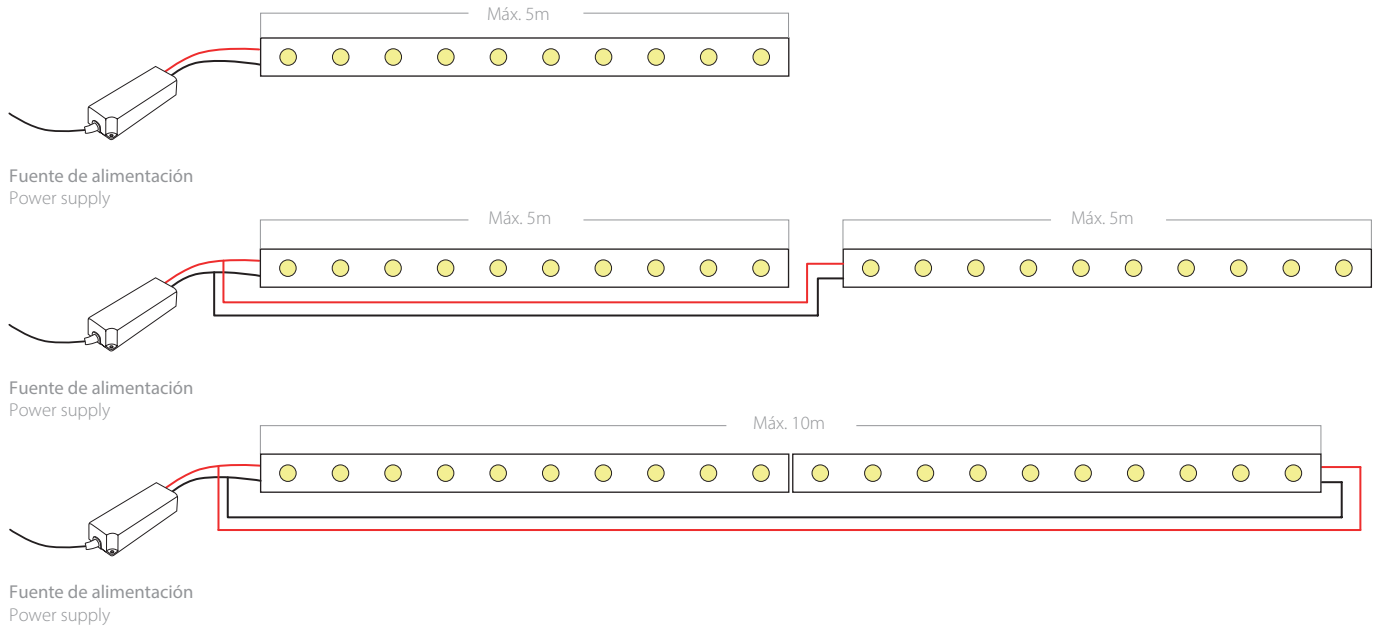 Máx. 5m
Fuente de alimentación
Power supply
Máx. 5m
Máx. 5m
Fuente de alimentación
Power supply
Máx. 10m
Fuente de alimentación
Power supply